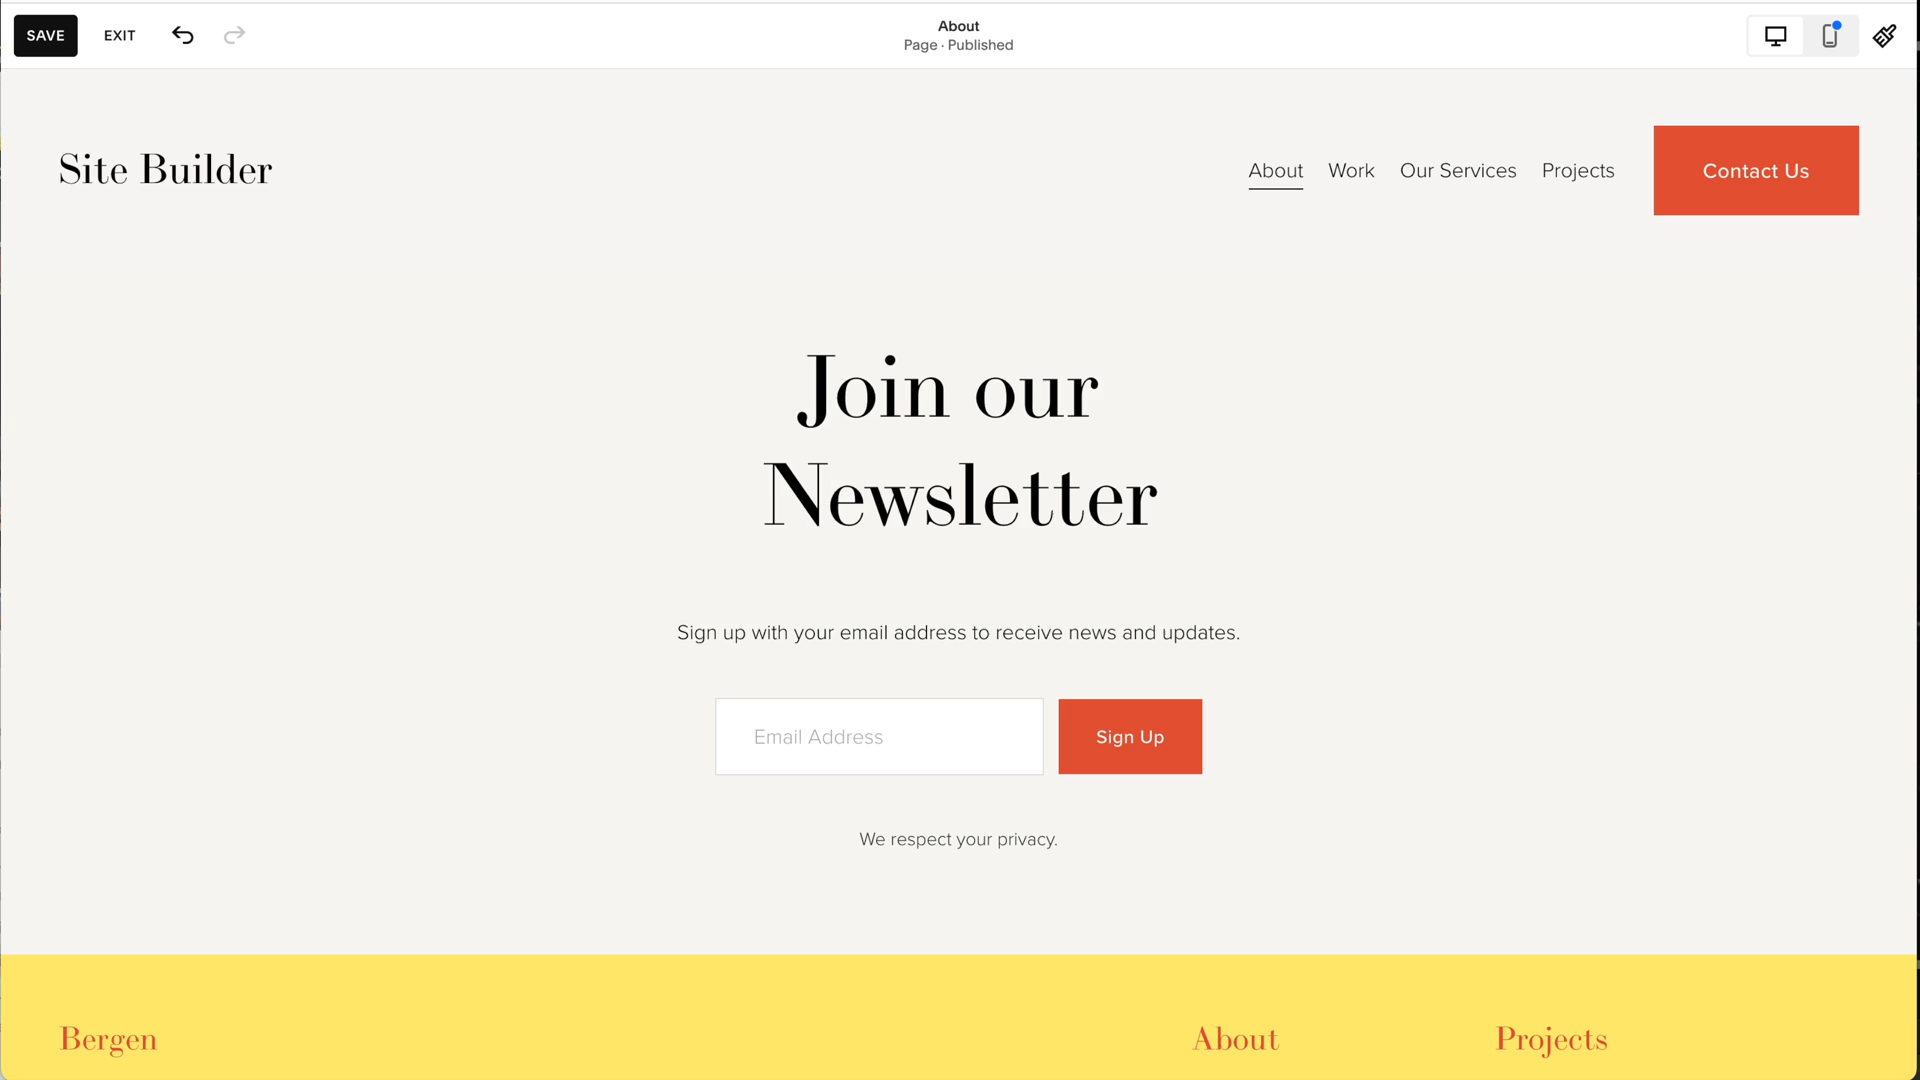 SAVE EXIT
About
Page · Published
Site Builder
About Work Our Services Projects Contact Us
Join our
Newsletter
Sign up with your email address to receive news and updates.
Email Address Sign Up
We respect your privacy.
Bergen About Projects